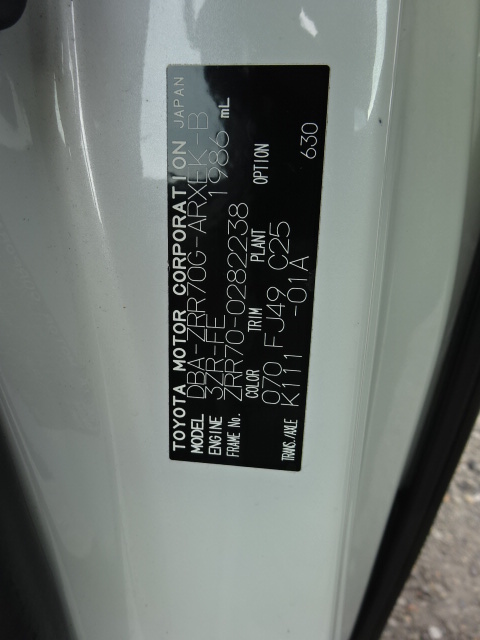 TOYOTA MOTOR CORPORATION JAPAN
MODEL DBA-ZRR70G-ARXEK-B
ENGINE 3ZR-FE 1986 mL
FRAME No. ZRR70-0282238
COLOR TRIM PLANT OPTION
070 FJ49 C25 630
TRANS./AXLE K111 -01A